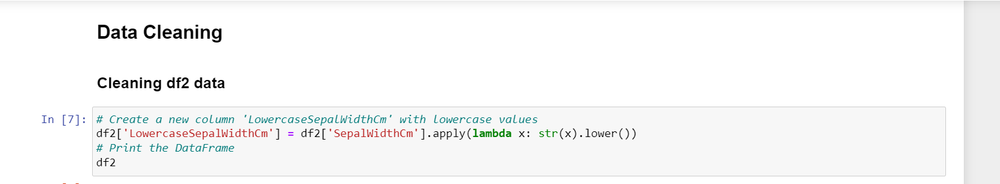 Data Cleaning
Cleaning df2 data
In [7]:
# Create a new column 'LowercaseSepalWidthCm' with lowercase values
df2['LowercaseSepalWidthCm'] = df2['SepalWidthCm'].apply(lambda x: str(x).lower())
# Print the DataFrame
df2